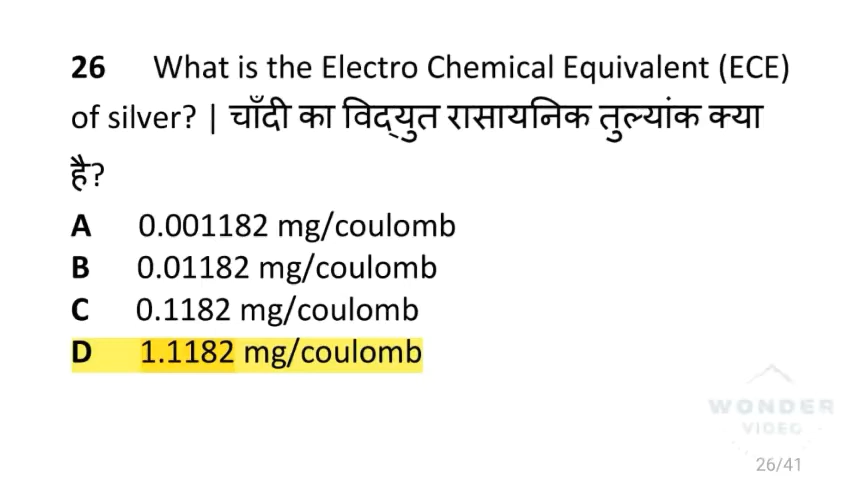 26 What is the Electro Chemical Equivalent (ECE)
of silver? | चाँदी का विद्युत रासायनिक तुल्यांक क्या
है?
A 0.001182 mg/coulomb
B 0.01182 mg/coulomb
C 0.1182 mg/coulomb
D 1.1182 mg/coulomb
WONDER
VIDEO
26/41